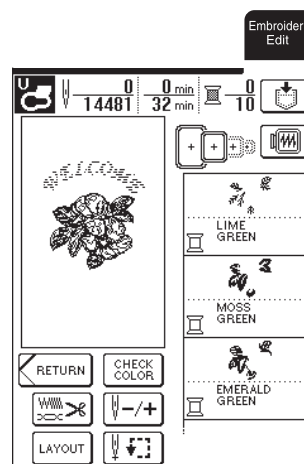 Embroidery
Edit
U
0
14481
0 min
32 min
0
10
WELCOME
LIME
GREEN
MOSS
GREEN
EMERALD
GREEN
RETURN
CHECK
COLOR
-/+
LAYOUT